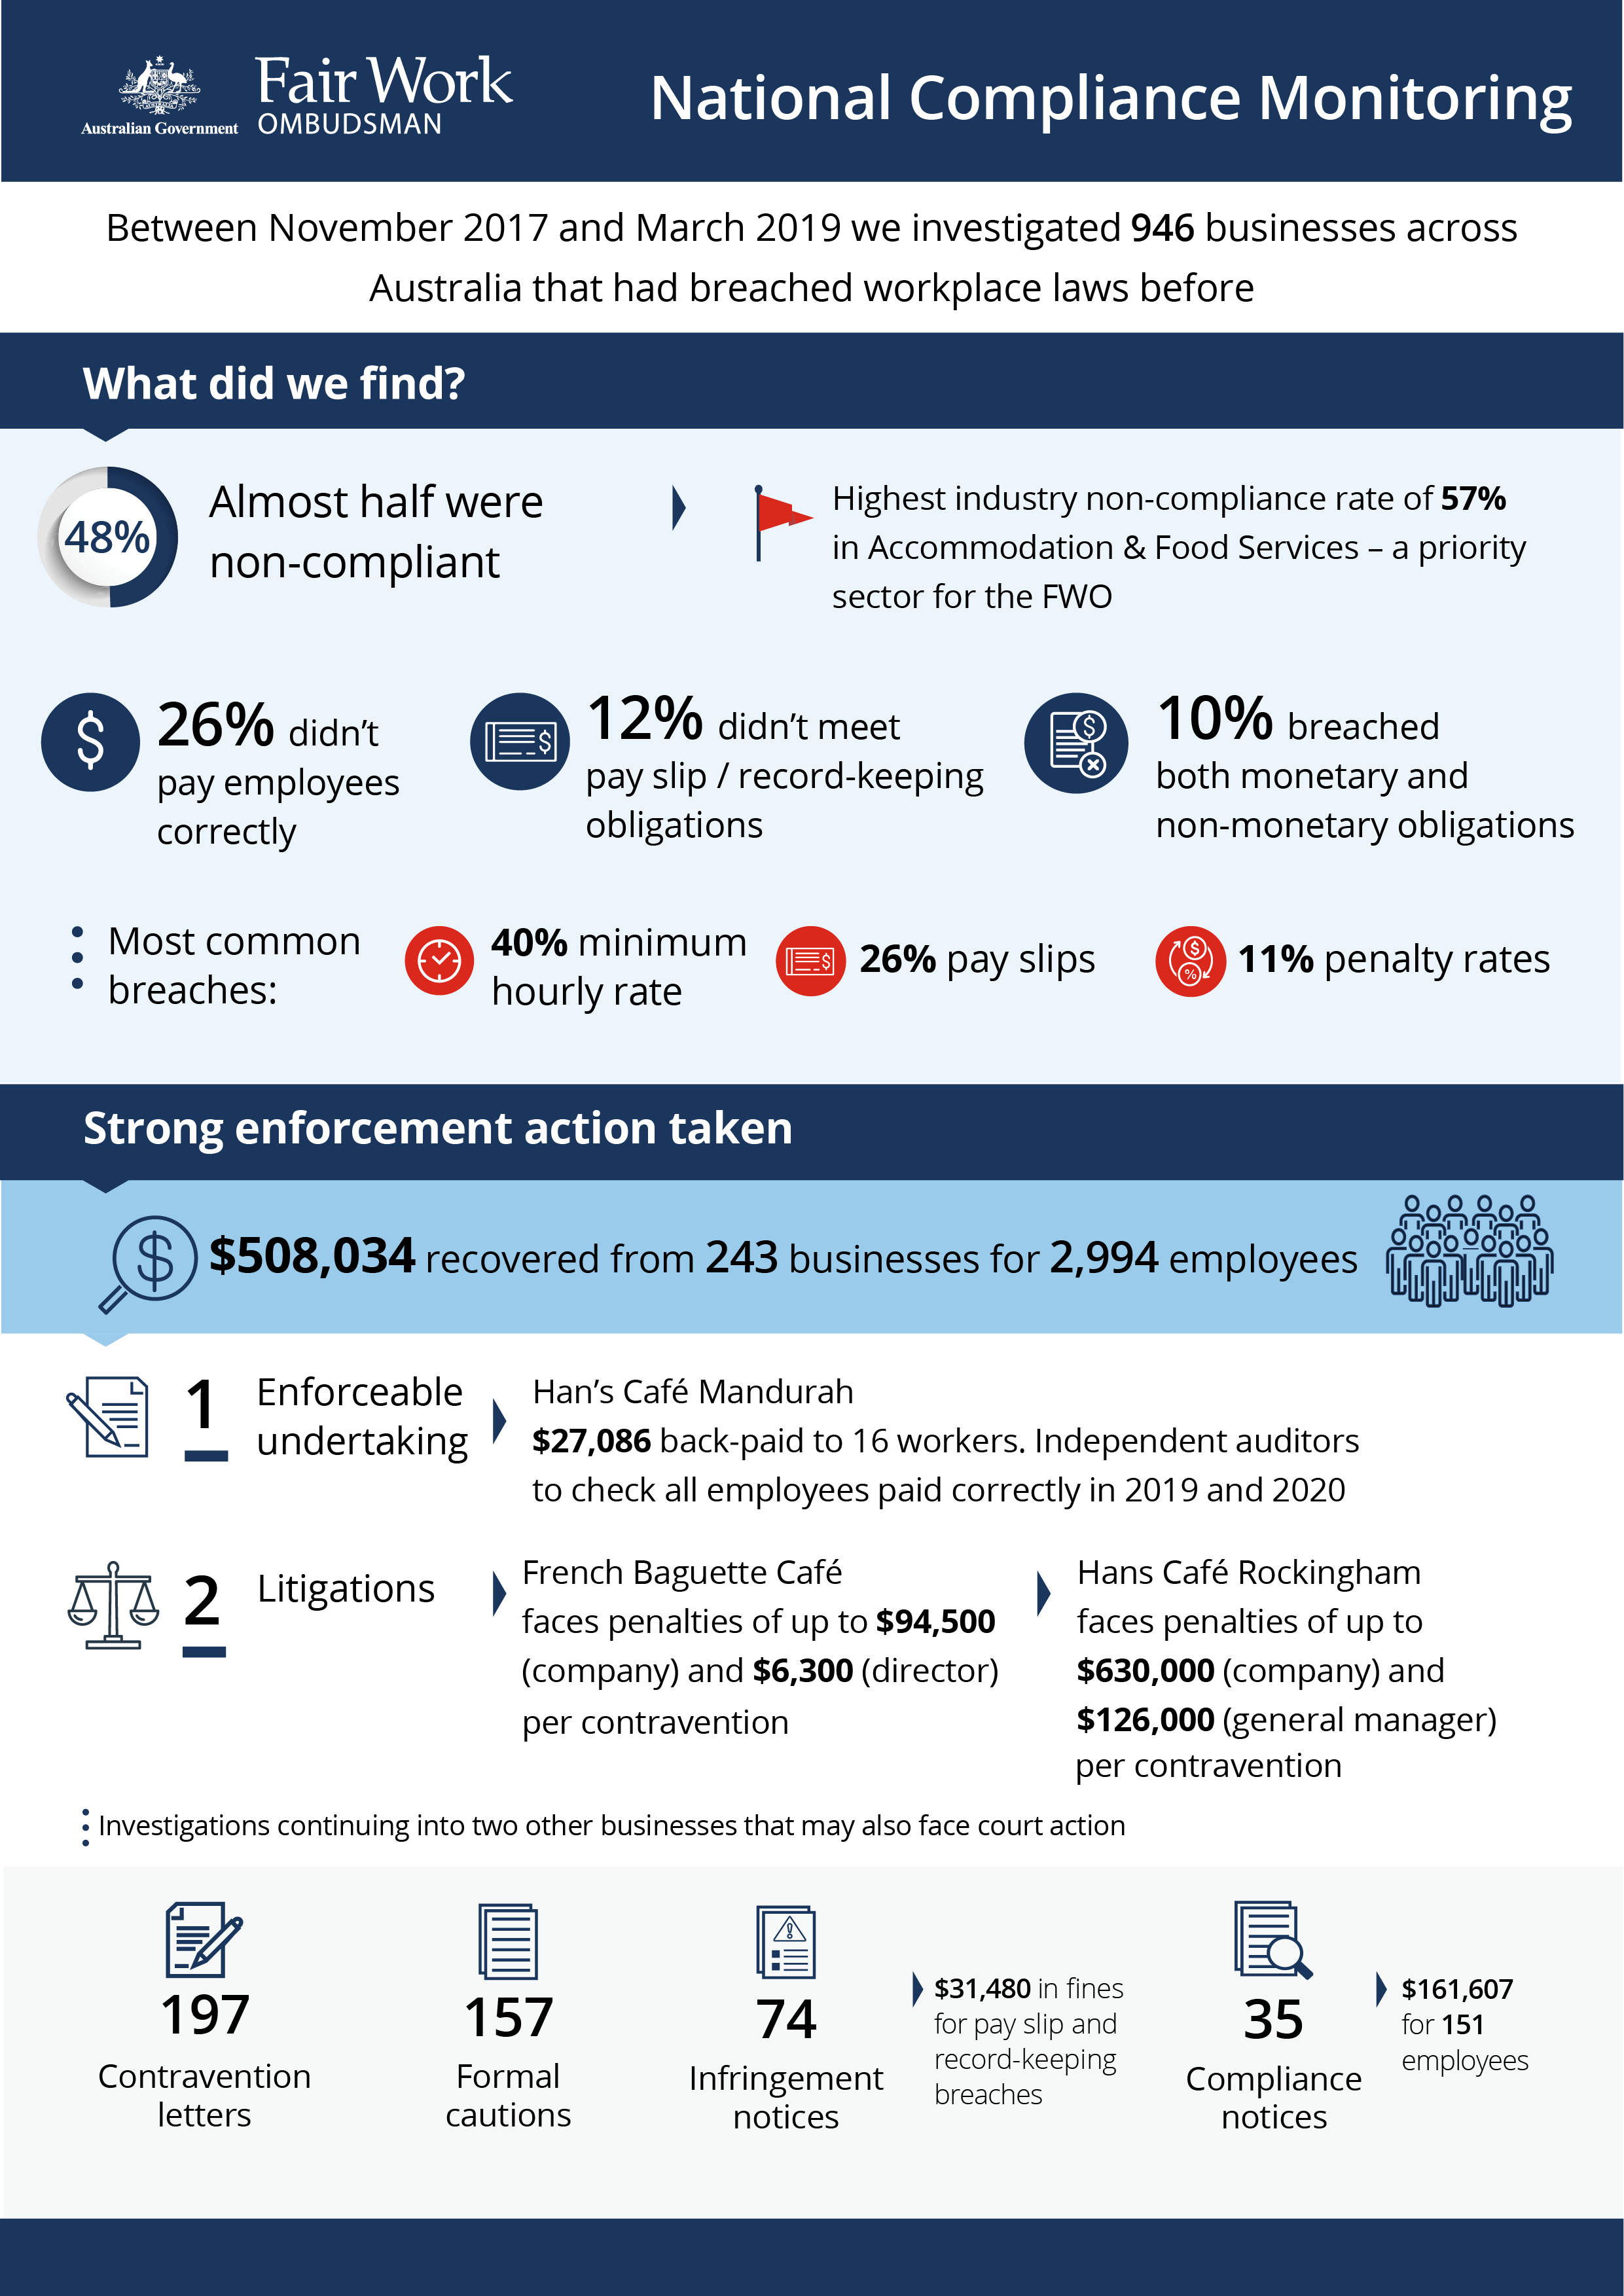 Australian Government
Fair Work
OMBUDSMAN
National Compliance Monitoring
Between November 2017 and March 2019 we investigated 946 businesses across
Australia that had breached workplace laws before
What did we find?
48%
Almost half were
non-compliant
Highest industry non-compliance rate of 57%
in Accommodation & Food Services – a priority
sector for the FWO
26% didn't
pay employees
correctly
12% didn't meet
pay slip / record-keeping
obligations
10% breached
both monetary and
non-monetary obligations
Most common
breaches:
40% minimum
hourly rate
26% pay slips
11% penalty rates
Strong enforcement action taken
$508,034 recovered from 243 businesses for 2,994 employees
1
Enforceable
undertaking
Han's Café Mandurah
$27,086 back-paid to 16 workers. Independent auditors
to check all employees paid correctly in 2019 and 2020
2
Litigations
French Baguette Café
faces penalties of up to $94,500
(company) and $6,300 (director)
per contravention
Hans Café Rockingham
faces penalties of up to
$630,000 (company) and
$126,000 (general manager)
per contravention
Investigations continuing into two other businesses that may also face court action
197
Contravention
letters
157
Formal
cautions
74
Infringement
notices
$31,480 in fines
for pay slip and
record-keeping
breaches
35
Compliance
notices
$161,607
for 151
employees